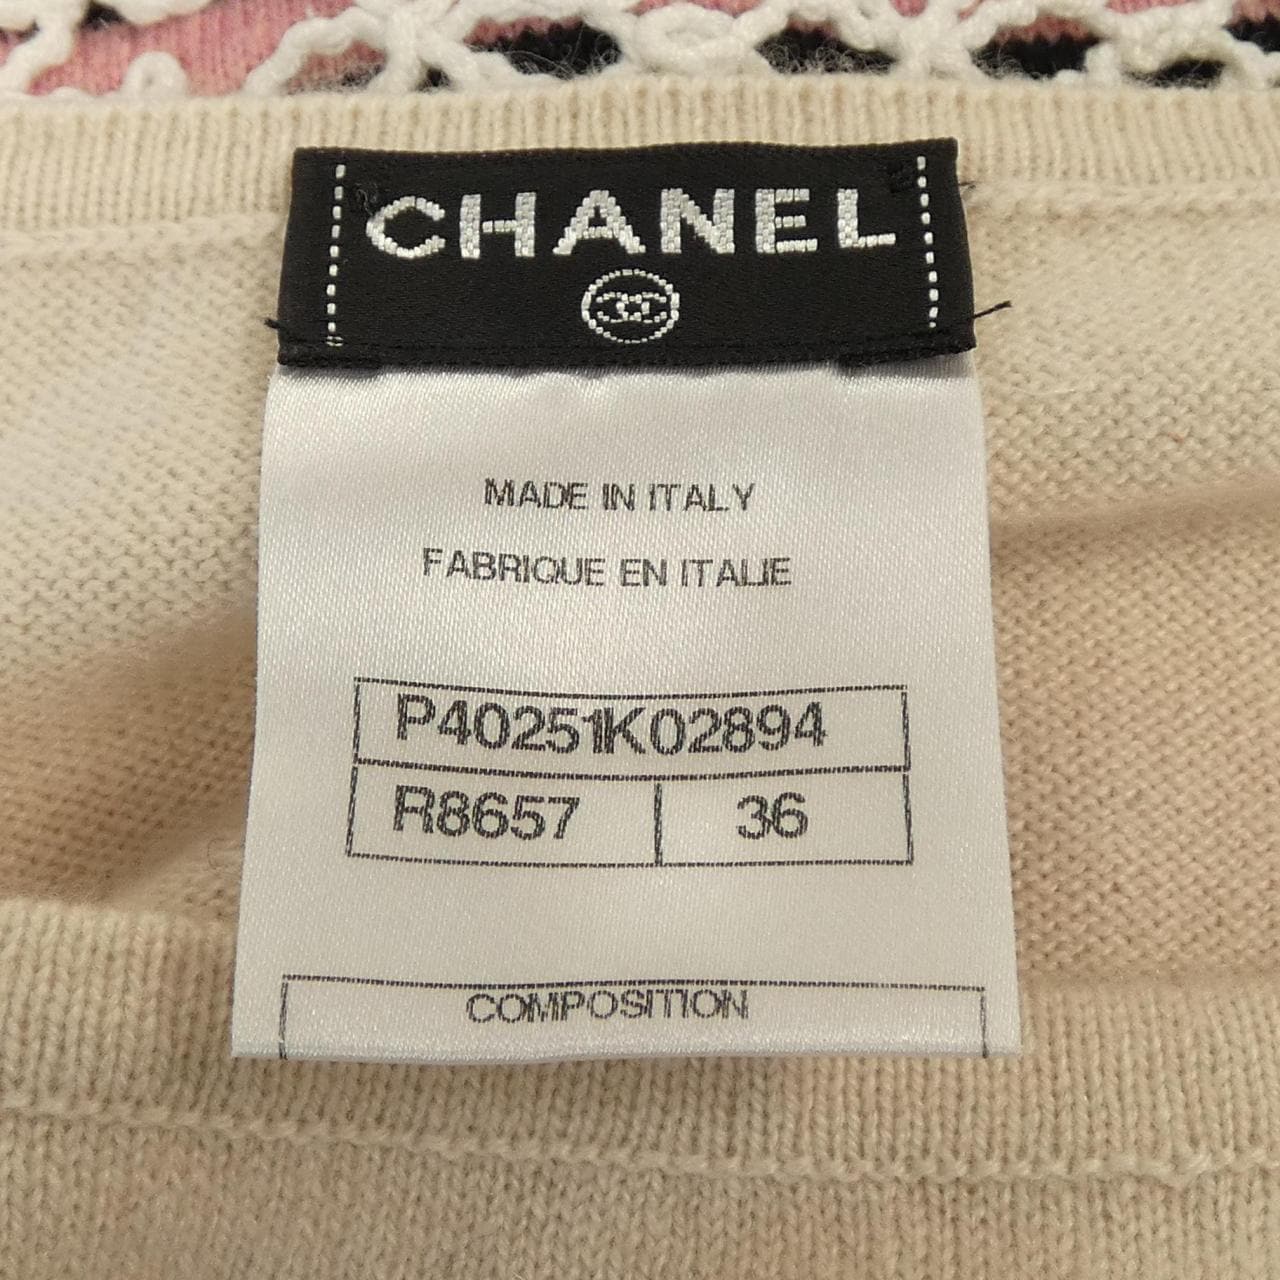 CHANEL
MADE IN ITALY
FABRIQUE EN ITALIE
P40251K02894
R8657 36
COMPOSITION